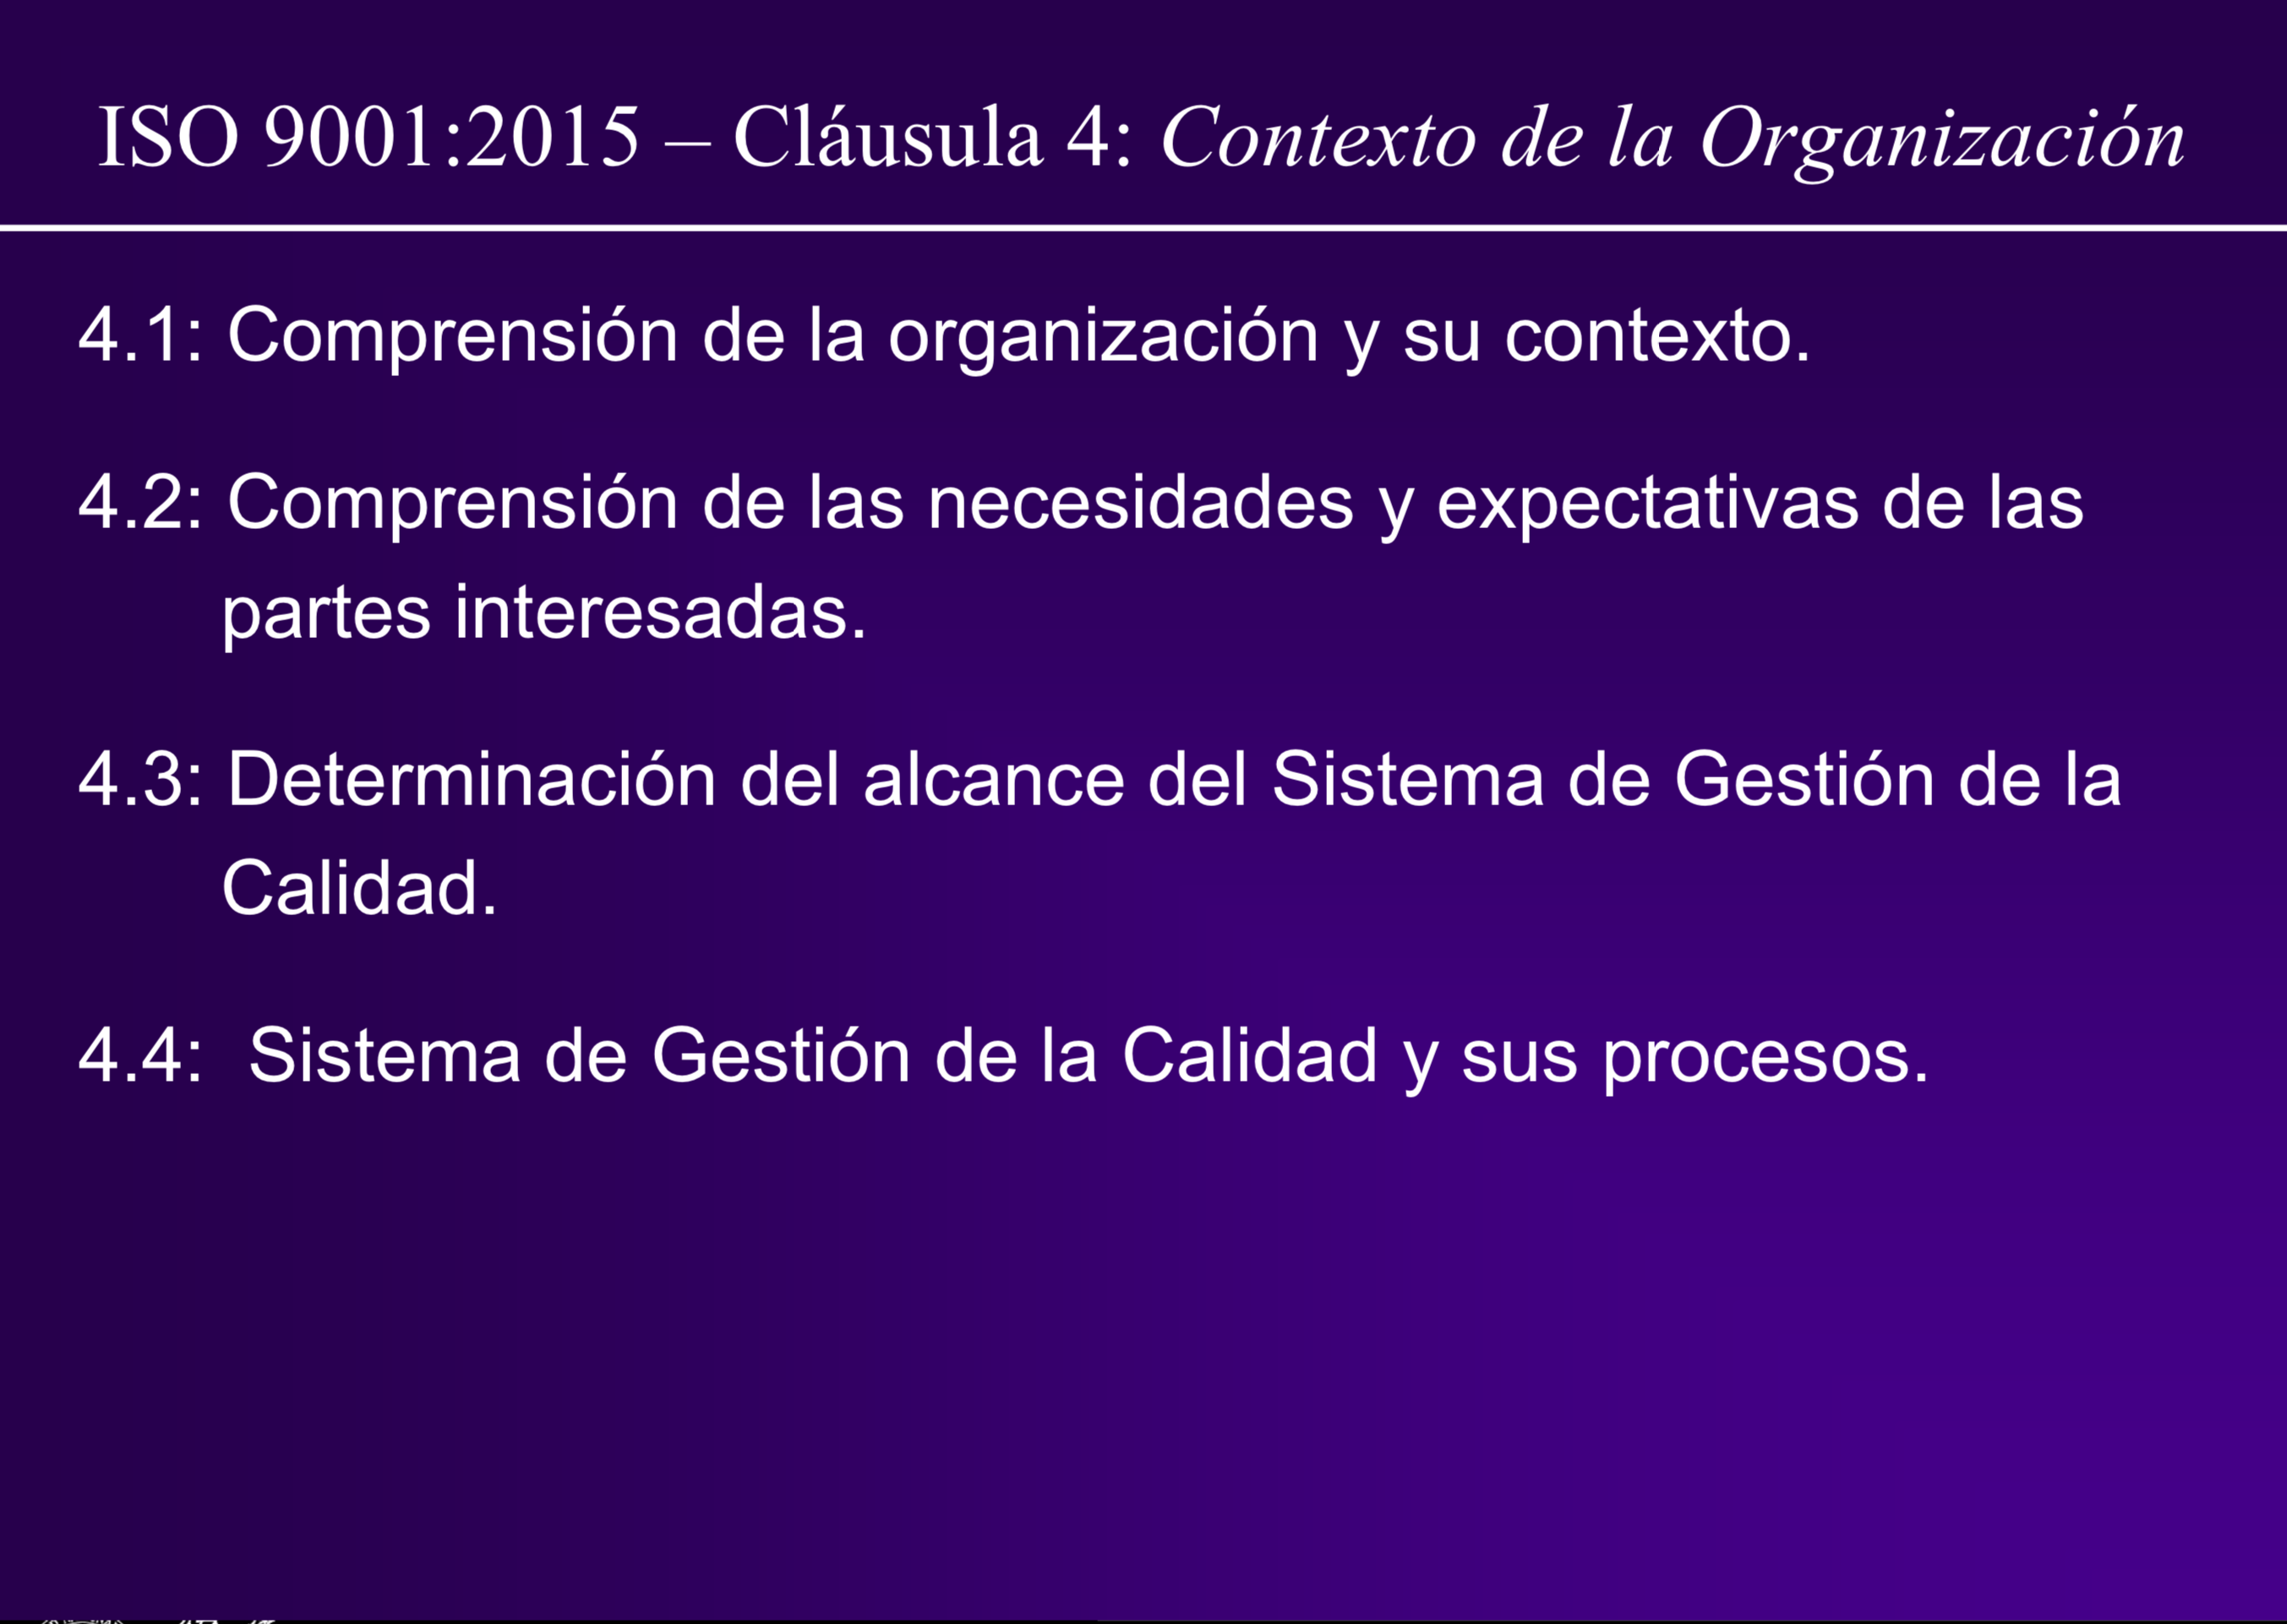 ISO 9001:2015 – Cláusula 4: Contexto de la Organización
4.1: Comprensión de la organización y su contexto.
4.2: Comprensión de las necesidades y expectativas de las
partes interesadas.
4.3: Determinación del alcance del Sistema de Gestión de la
Calidad.
4.4: Sistema de Gestión de la Calidad y sus procesos.